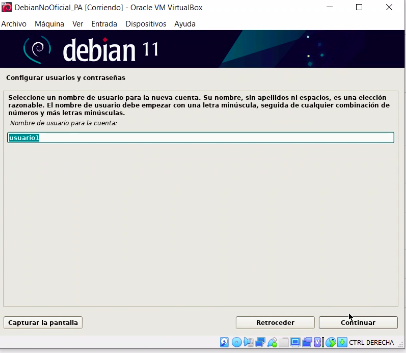 DebianNoOficial_PA [Corriendo] - Oracle VM VirtualBox
Archivo Máquina Ver Entrada Dispositivos Ayuda
debian 11
Configurar usuarios y contraseñas
Seleccione un nombre de usuario para la nueva cuenta. Su nombre, sin apellidos ni espacios, es una elección
razonable. El nombre de usuario debe empezar con una letra minúscula, seguida de cualquier combinación de
números y más letras minúsculas.
Nombre de usuario para la cuenta:
usuario1
Capturar la pantalla Retroceder Continuar
CTRL DERECHA